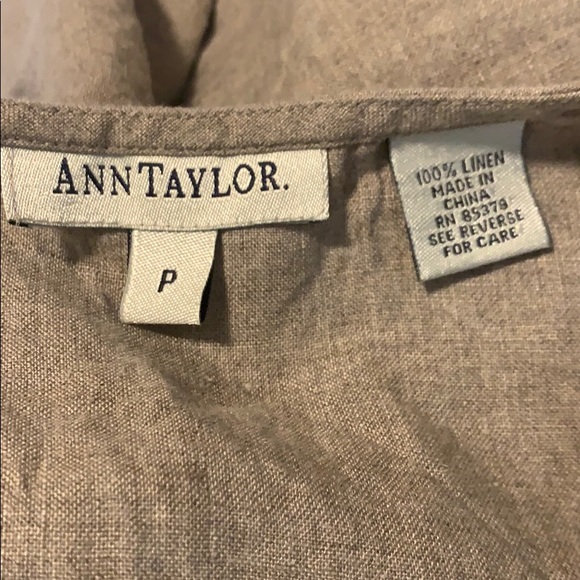 ANNTAYLOR.
P
100% LINEN
MADE IN
CHINA
RN 85379
SEE REVERSE
FOR CARE